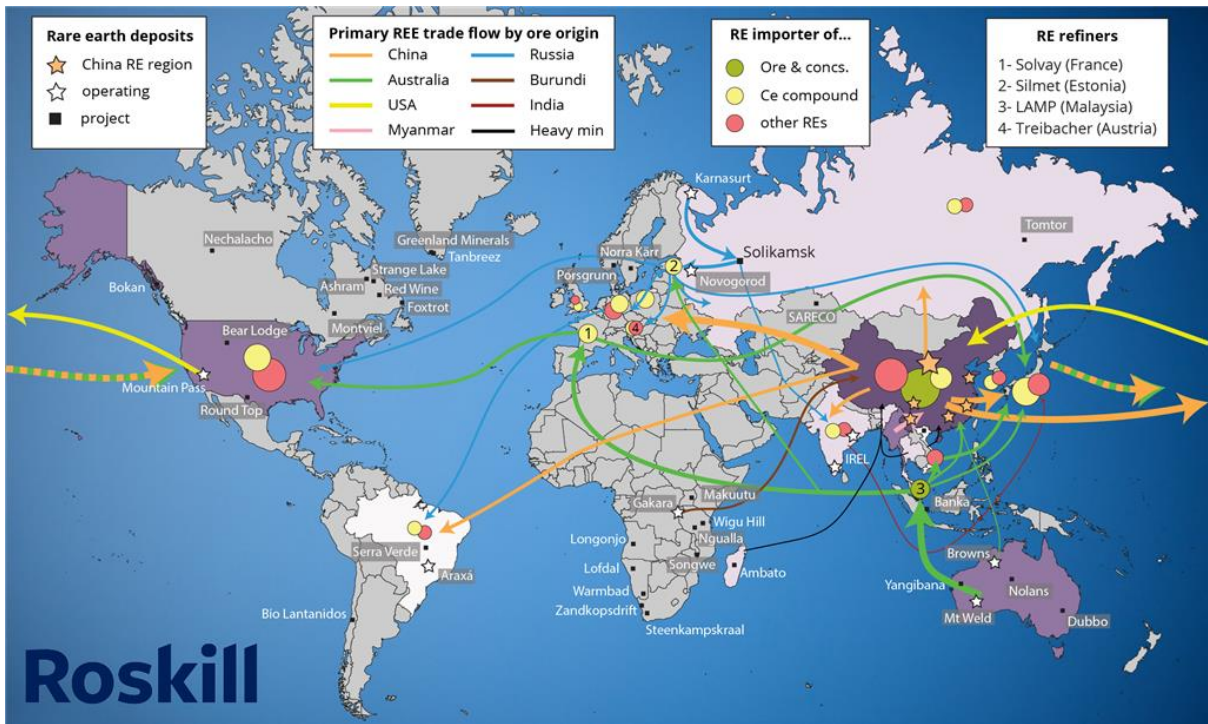 Rare earth deposits
China RE region
operating
project
Primary REE trade flow by ore origin
China
Australia
USA
Myanmar
Russia
Burundi
India
Heavy min
RE importer of...
Ore & concs.
Ce compound
other REs
RE refiners
1- Solvay (France)
2- Silmet (Estonia)
3- LAMP (Malaysia)
4- Treibacher (Austria)
Karnasurt
Nechalacho
Greenland Minerals
Tanbreez
Norra Kärr
Solikamsk
Tomtor
Bokan
Strange Lake
Ashram
Red Wine
Foxtrot
Porsgrunn
2
Novogorod
Montviel
SARECO
Bear Lodge
1
4
Mountain Pass
Round Top
IREL
3
Banka
Gakara
Makuutu
Wigu Hill
Ngualla
Longonjo
Songwe
Serra Verde
Araxá
Lofdal
Ambato
Browns
Yangibana
Nolans
Warmbad
Zandkopsdrift
Steenkampskraal
Mt Weld
Dubbo
Bio Lantanidos
Roskill